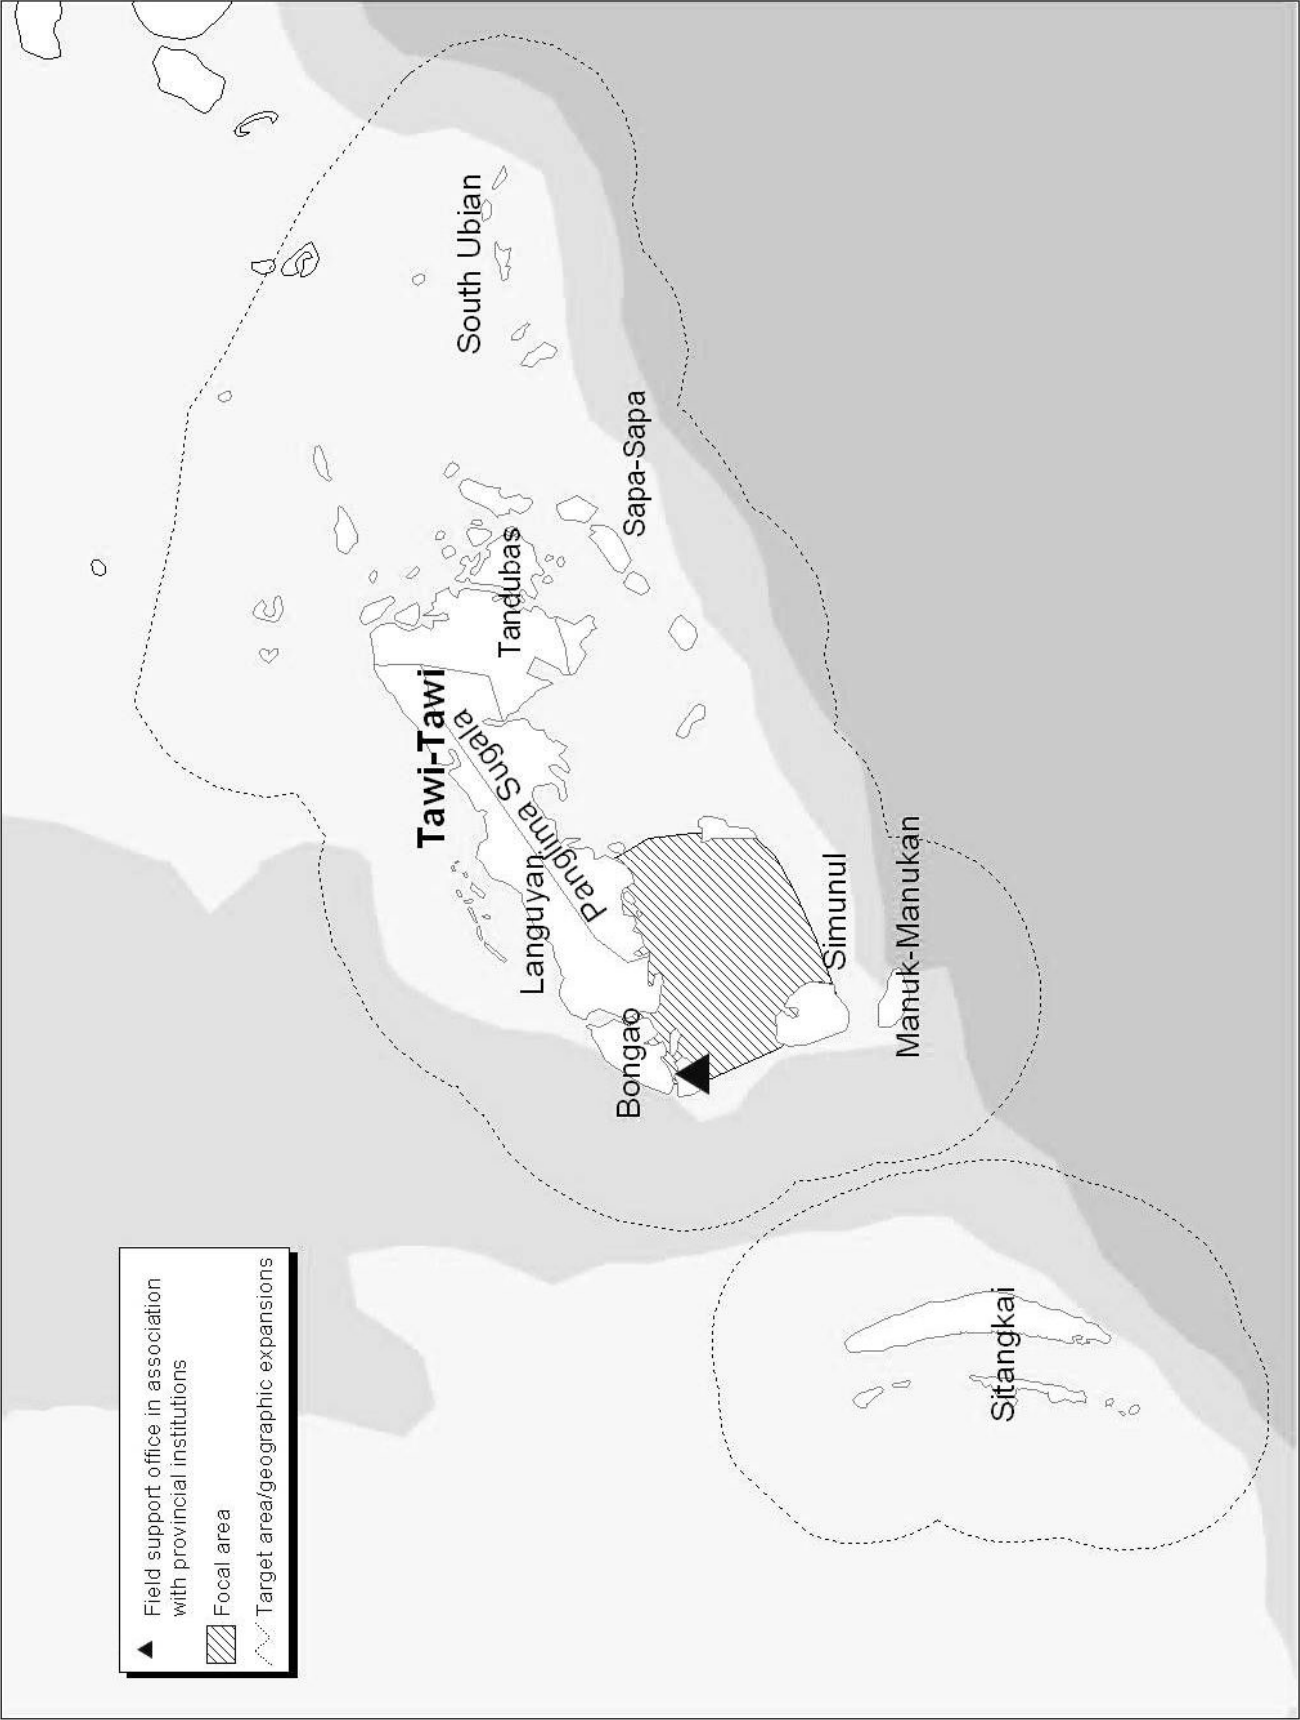 Field support office in association
with provincial institutions
Focal area
Target area/geographic expansions
Tawi-Tawi
South Ubian
Tandubas
Sapa-Sapa
Panglima Sugala
Languyan
Bongao
Simunul
Manuk-Manukan
Sitangkai